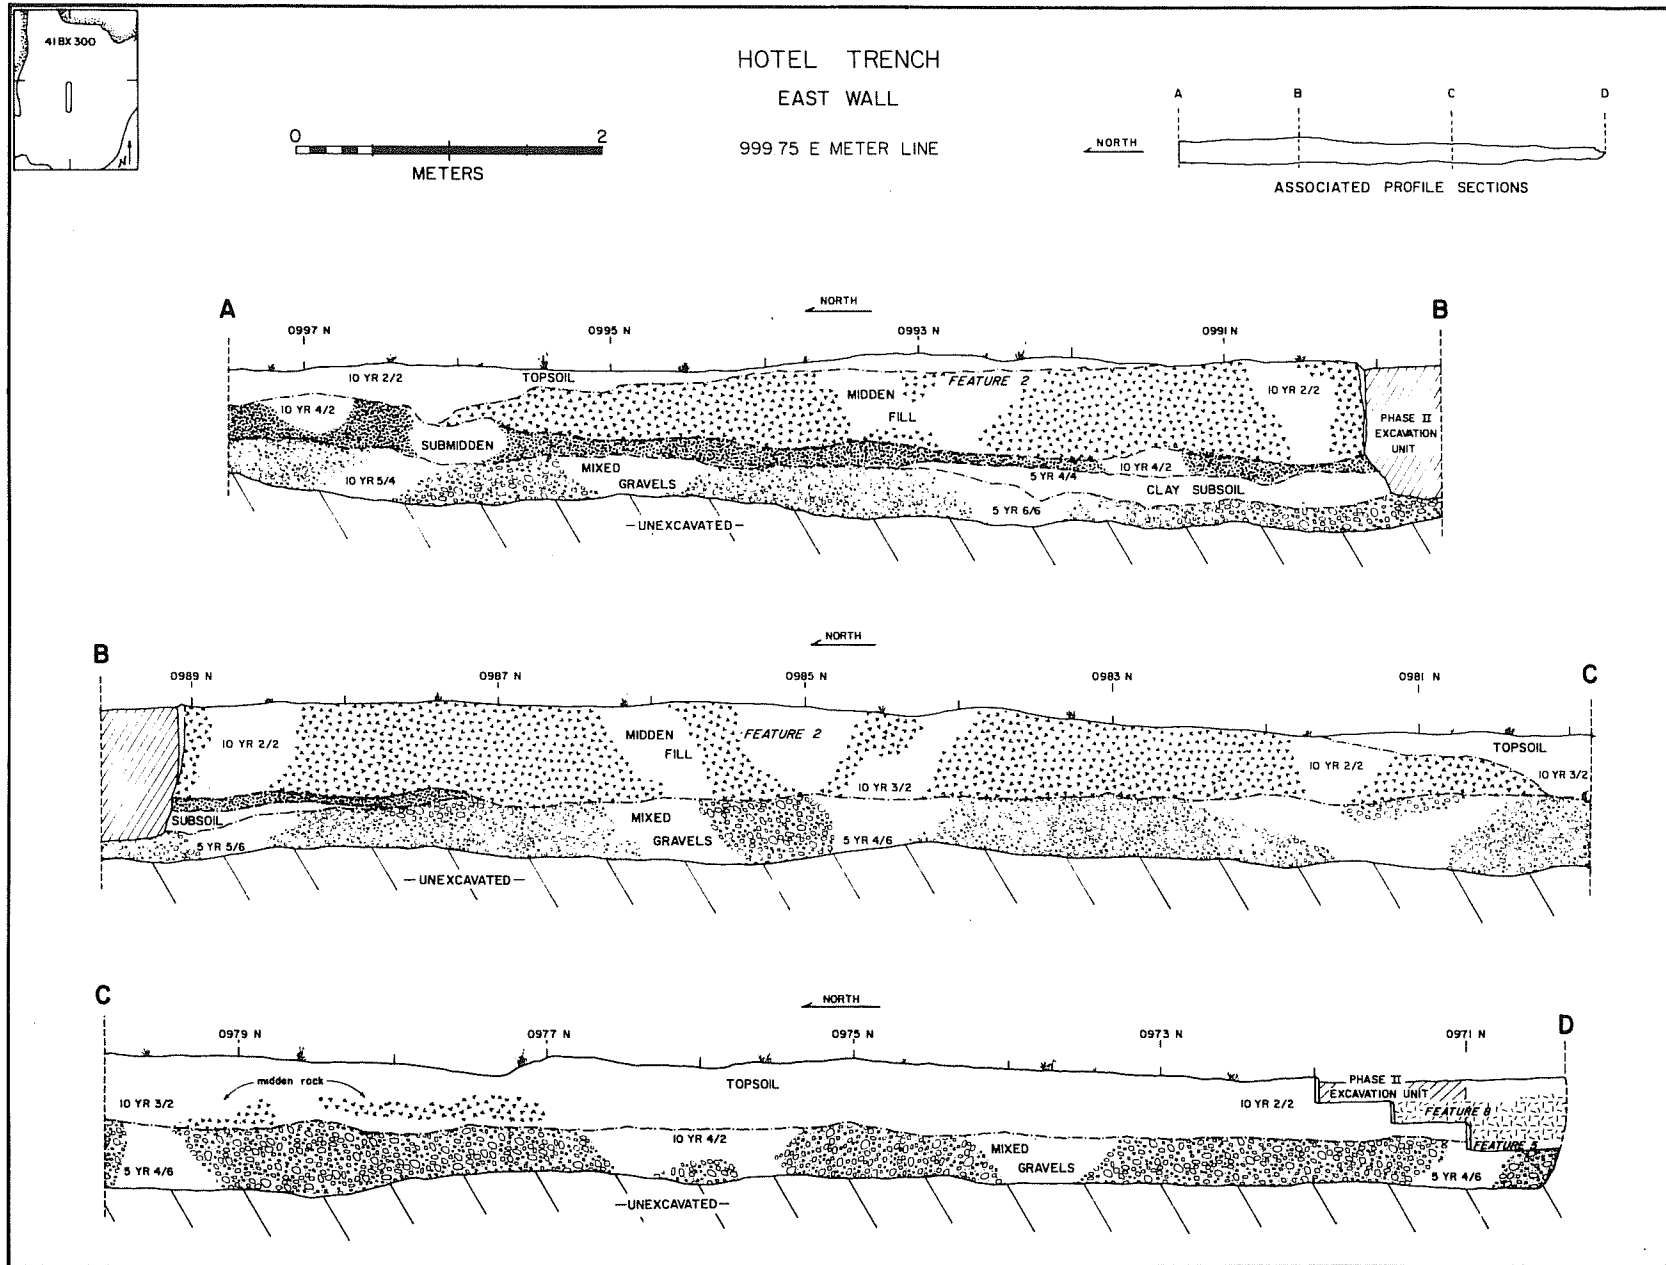 41 BX 300
N
HOTEL TRENCH
EAST WALL
999.75 E METER LINE
0 2
METERS
A B C D
NORTH
ASSOCIATED PROFILE SECTIONS
NORTH
A B
0997 N 0995 N 0993 N 0991 N
10 YR 2/2 TOPSOIL FEATURE 2 10 YR 2/2
MIDDEN
10 YR 4/2 FILL
PHASE II
EXCAVATION
UNIT
SUBMIDDEN
MIXED
GRAVELS
10 YR 5/4 5 YR 4/4 10 YR 4/2
CLAY SUBSOIL
5 YR 6/6
—UNEXCAVATED—
NORTH
B C
0989 N 0987 N 0985 N 0983 N 0981 N
10 YR 2/2 MIDDEN FEATURE 2
FILL
TOPSOIL
10 YR 3/2 10 YR 2/2 10 YR 3/2
SUBSOIL MIXED
5 YR 5/6 GRAVELS 5 YR 4/6
—UNEXCAVATED—
NORTH
C D
0979 N 0977 N 0975 N 0973 N 0971 N
midden rock TOPSOIL
PHASE II
EXCAVATION UNIT
10 YR 3/2 10 YR 2/2
FEATURE 8
10 YR 4/2 MIXED
GRAVELS
FEATURE 5
5 YR 4/6 5 YR 4/6
—UNEXCAVATED—